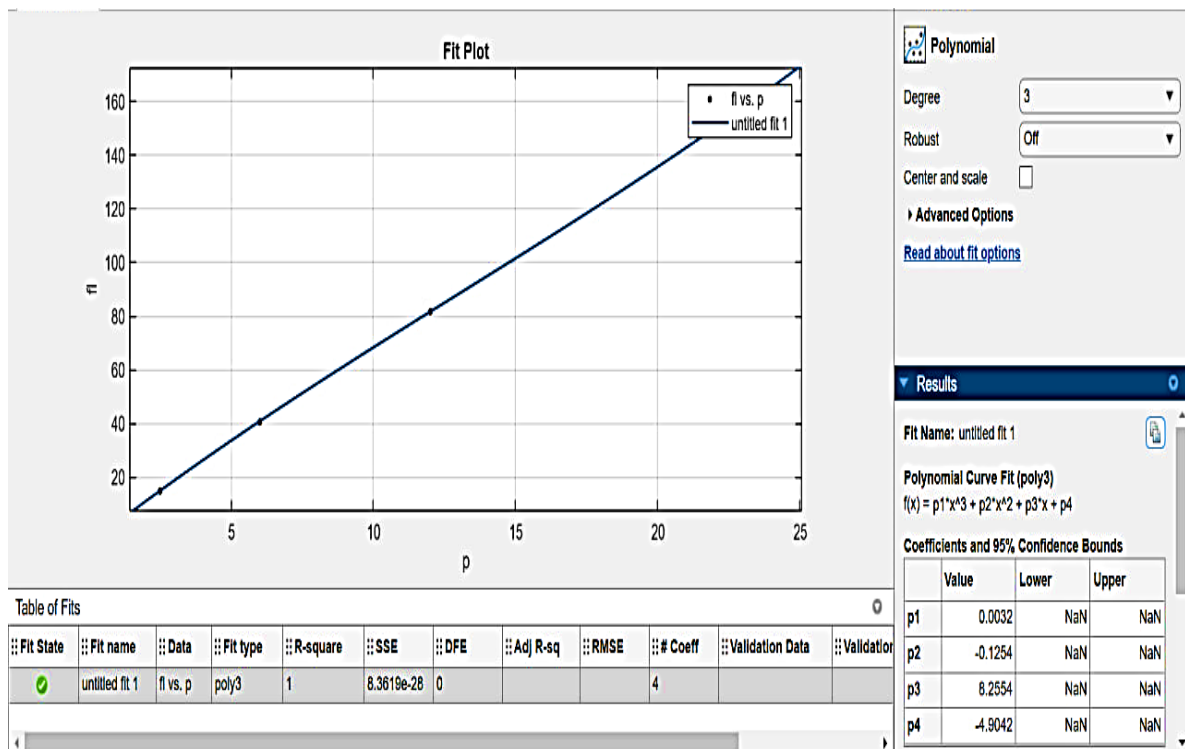 Fit Plot
160
140
120
100
80
60
40
20
fl
5
10
15
20
25
p
fl vs. p
untitled fit 1
Polynomial
Degree
3
Robust
Off
Center and scale
Advanced Options
Read about fit options
Results
Fit Name: untitled fit 1
Polynomial Curve Fit (poly3)
f(x) = p1*x^3 + p2*x^2 + p3*x + p4
Coefficients and 95% Confidence Bounds
Value Lower Upper
p1 0.0032 NaN NaN
p2 -0.1254 NaN NaN
p3 8.2554 NaN NaN
p4 -4.9042 NaN NaN
Table of Fits
Fit State Fit name Data Fit type R-square SSE DFE Adj R-sq RMSE # Coeff Validation Data Validation
untitled fit 1 fl vs. p poly3 1 8.3619e-28 0 4